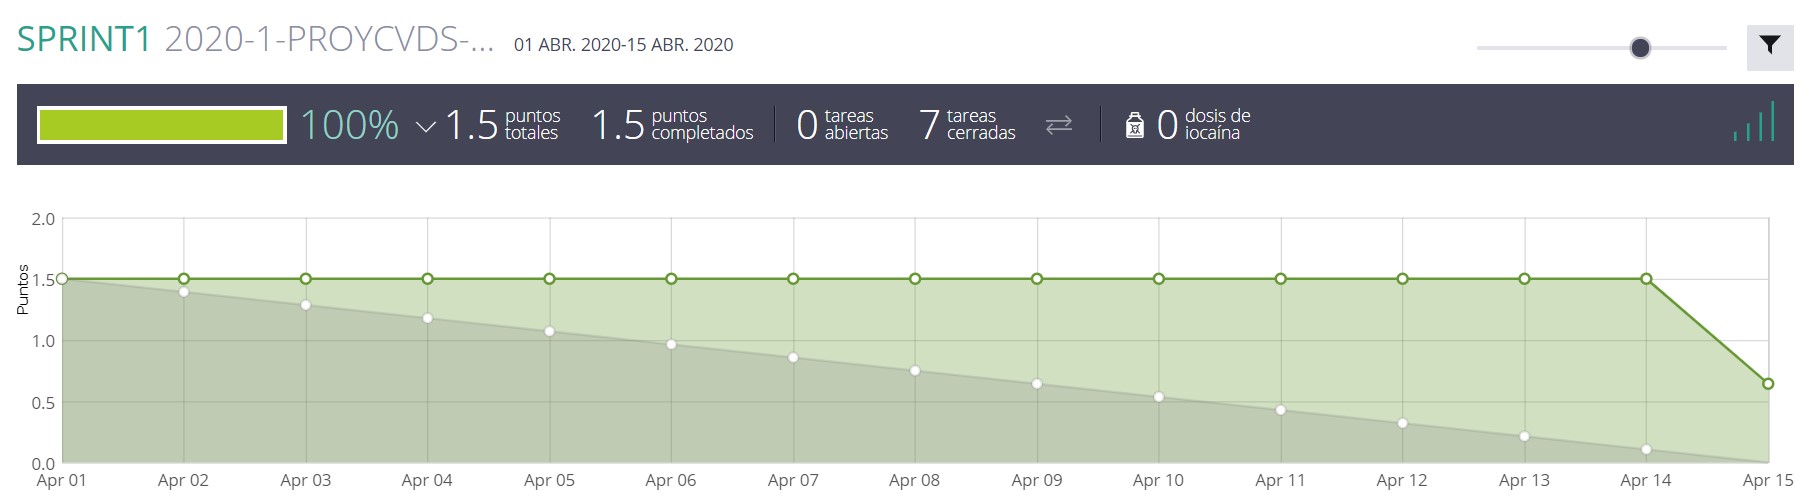 SPRINT1 2020-1-PROYCVDS-... 01 ABR. 2020-15 ABR. 2020
100% 1.5 puntos totales 1.5 puntos completados 0 tareas abiertas 7 tareas cerradas 0 dosis de iocaína
Puntos
2.0
1.5
1.0
0.5
0.0
Apr 01 Apr 02 Apr 03 Apr 04 Apr 05 Apr 06 Apr 07 Apr 08 Apr 09 Apr 10 Apr 11 Apr 12 Apr 13 Apr 14 Apr 15